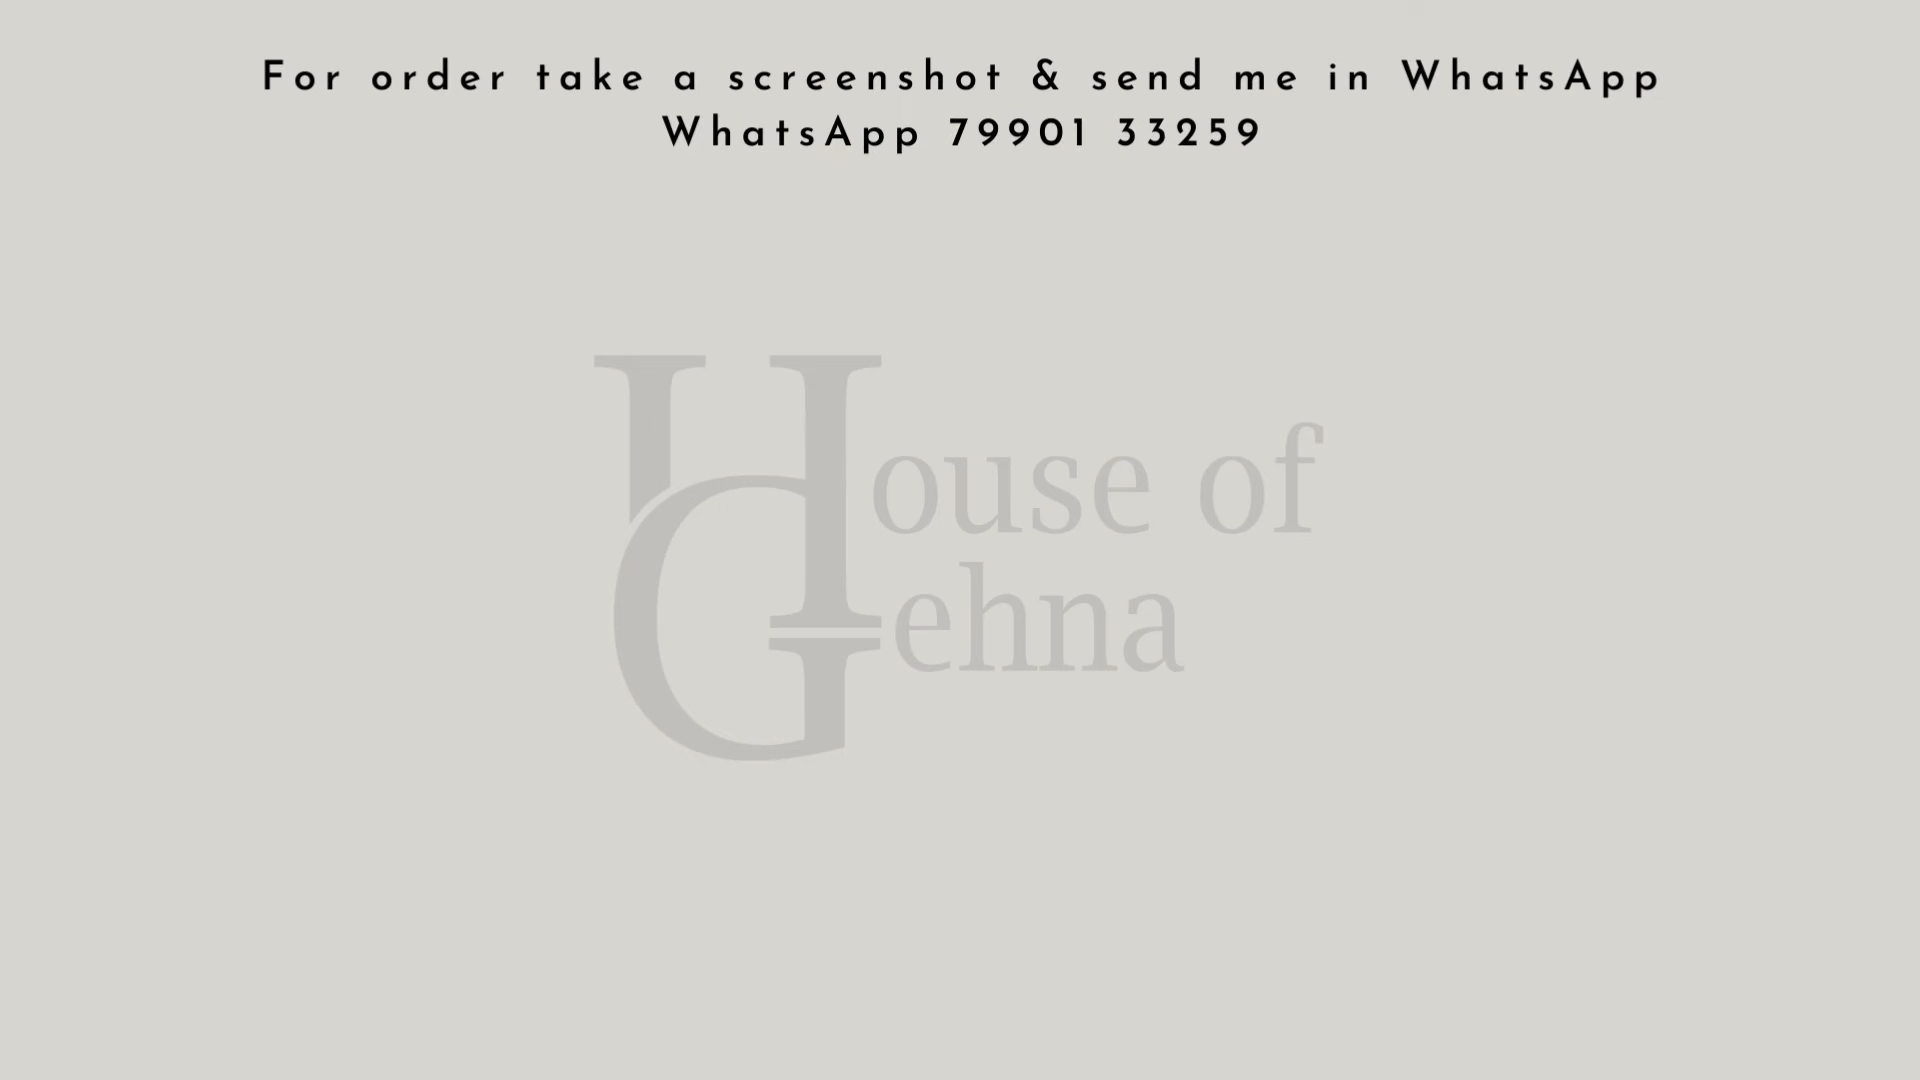 For order take a screenshot & send me in WhatsApp
WhatsApp 79901 33259
House of
Gehna